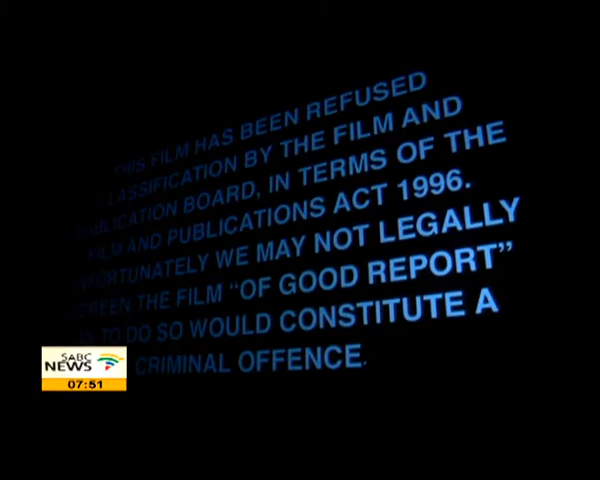 THIS FILM HAS BEEN REFUSED
CLASSIFICATION BY THE FILM AND
PUBLICATION BOARD, IN TERMS OF THE
FILM AND PUBLICATIONS ACT 1996.
UNFORTUNATELY WE MAY NOT LEGALLY
SCREEN THE FILM “OF GOOD REPORT”
AS TO DO SO WOULD CONSTITUTE A
CRIMINAL OFFENCE.
SABC
NEWS
07:51